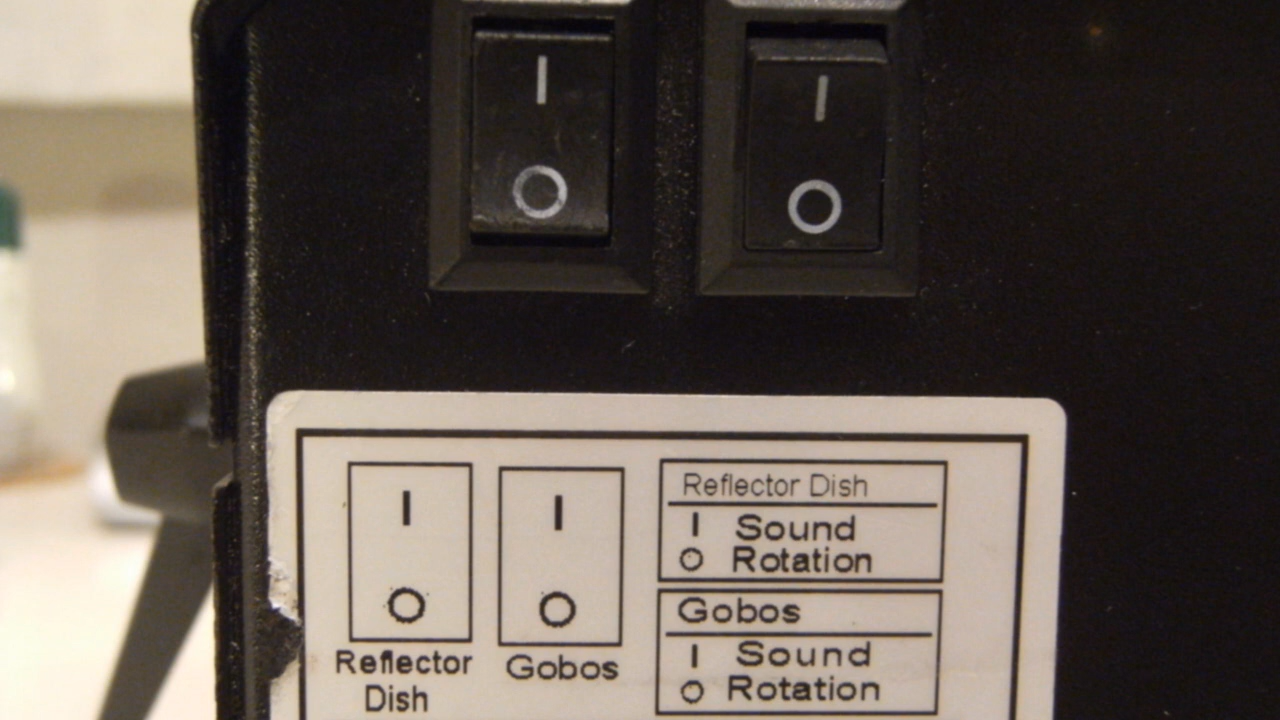 I I
O O
I I
O O
Reflector Dish
Gobos
Reflector Dish
I Sound
O Rotation
Gobos
I Sound
O Rotation